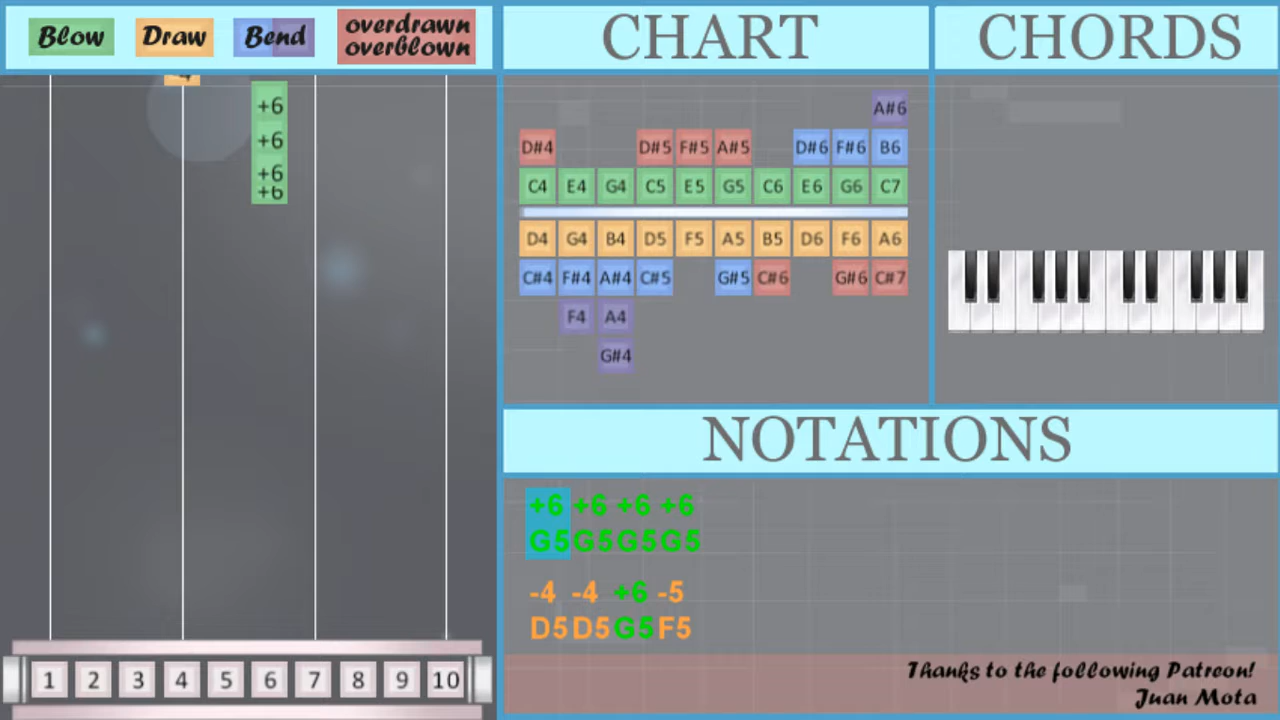 Blow Draw Bend overdrawn
overblown
CHART
CHORDS
-4
+6
+6
+6
+6
A#6
D#4 D#5 F#5 A#5 D#6 F#6 B6
C4 E4 G4 C5 E5 G5 C6 E6 G6 C7
D4 G4 B4 D5 F5 A5 B5 D6 F6 A6
C#4 F#4 A#4 C#5 G#5 C#6 G#6 C#7
F4 A4
G#4
NOTATIONS
+6 +6 +6 +6
G5 G5 G5 G5
-4 -4 +6 -5
D5 D5 G5 F5
Thanks to the following Patreon!
Juan Mota
1 2 3 4 5 6 7 8 9 10